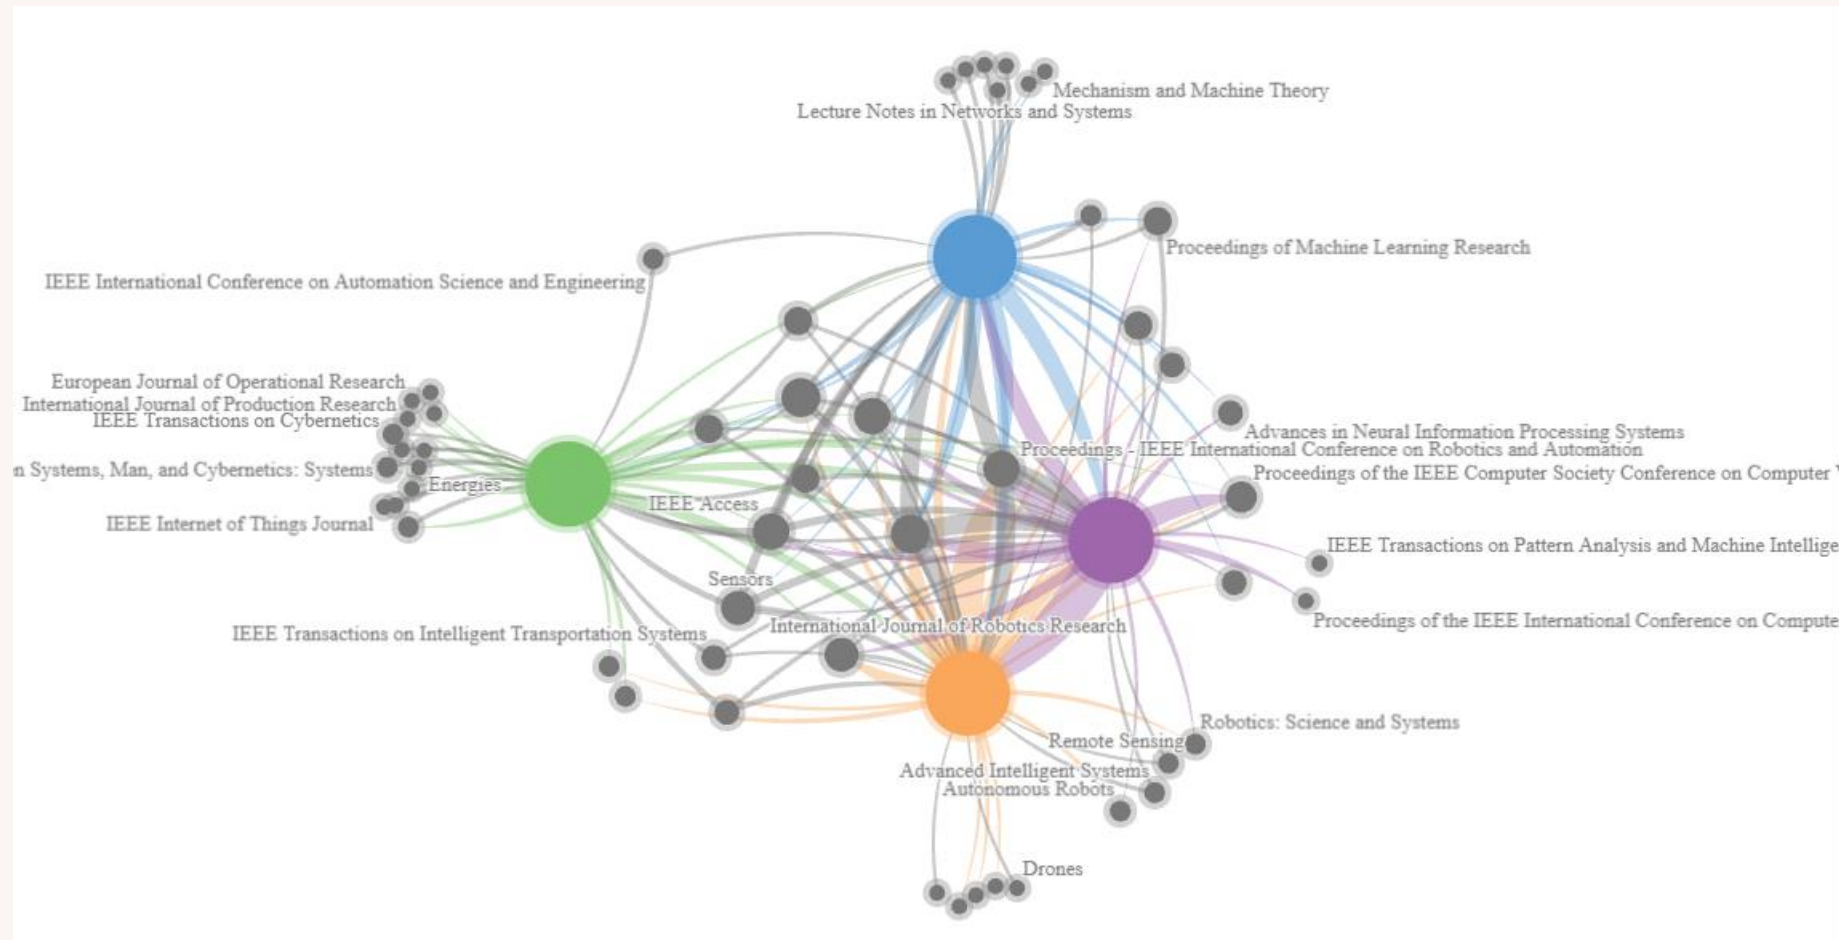 Mechanism and Machine Theory
Lecture Notes in Networks and Systems
Proceedings of Machine Learning Research
IEEE International Conference on Automation Science and Engineering
European Journal of Operational Research
International Journal of Production Research
IEEE Transactions on Cybernetics
Advances in Neural Information Processing Systems
Proceedings - IEEE International Conference on Robotics and Automation
n Systems, Man, and Cybernetics: Systems
Proceedings of the IEEE Computer Society Conference on Computer
Energies
IEEE Access
IEEE Internet of Things Journal
IEEE Transactions on Pattern Analysis and Machine Intellige
Sensors
Proceedings of the IEEE International Conference on Compute
International Journal of Robotics Research
IEEE Transactions on Intelligent Transportation Systems
Robotics: Science and Systems
Remote Sensing
Advanced Intelligent Systems
Autonomous Robots
Drones